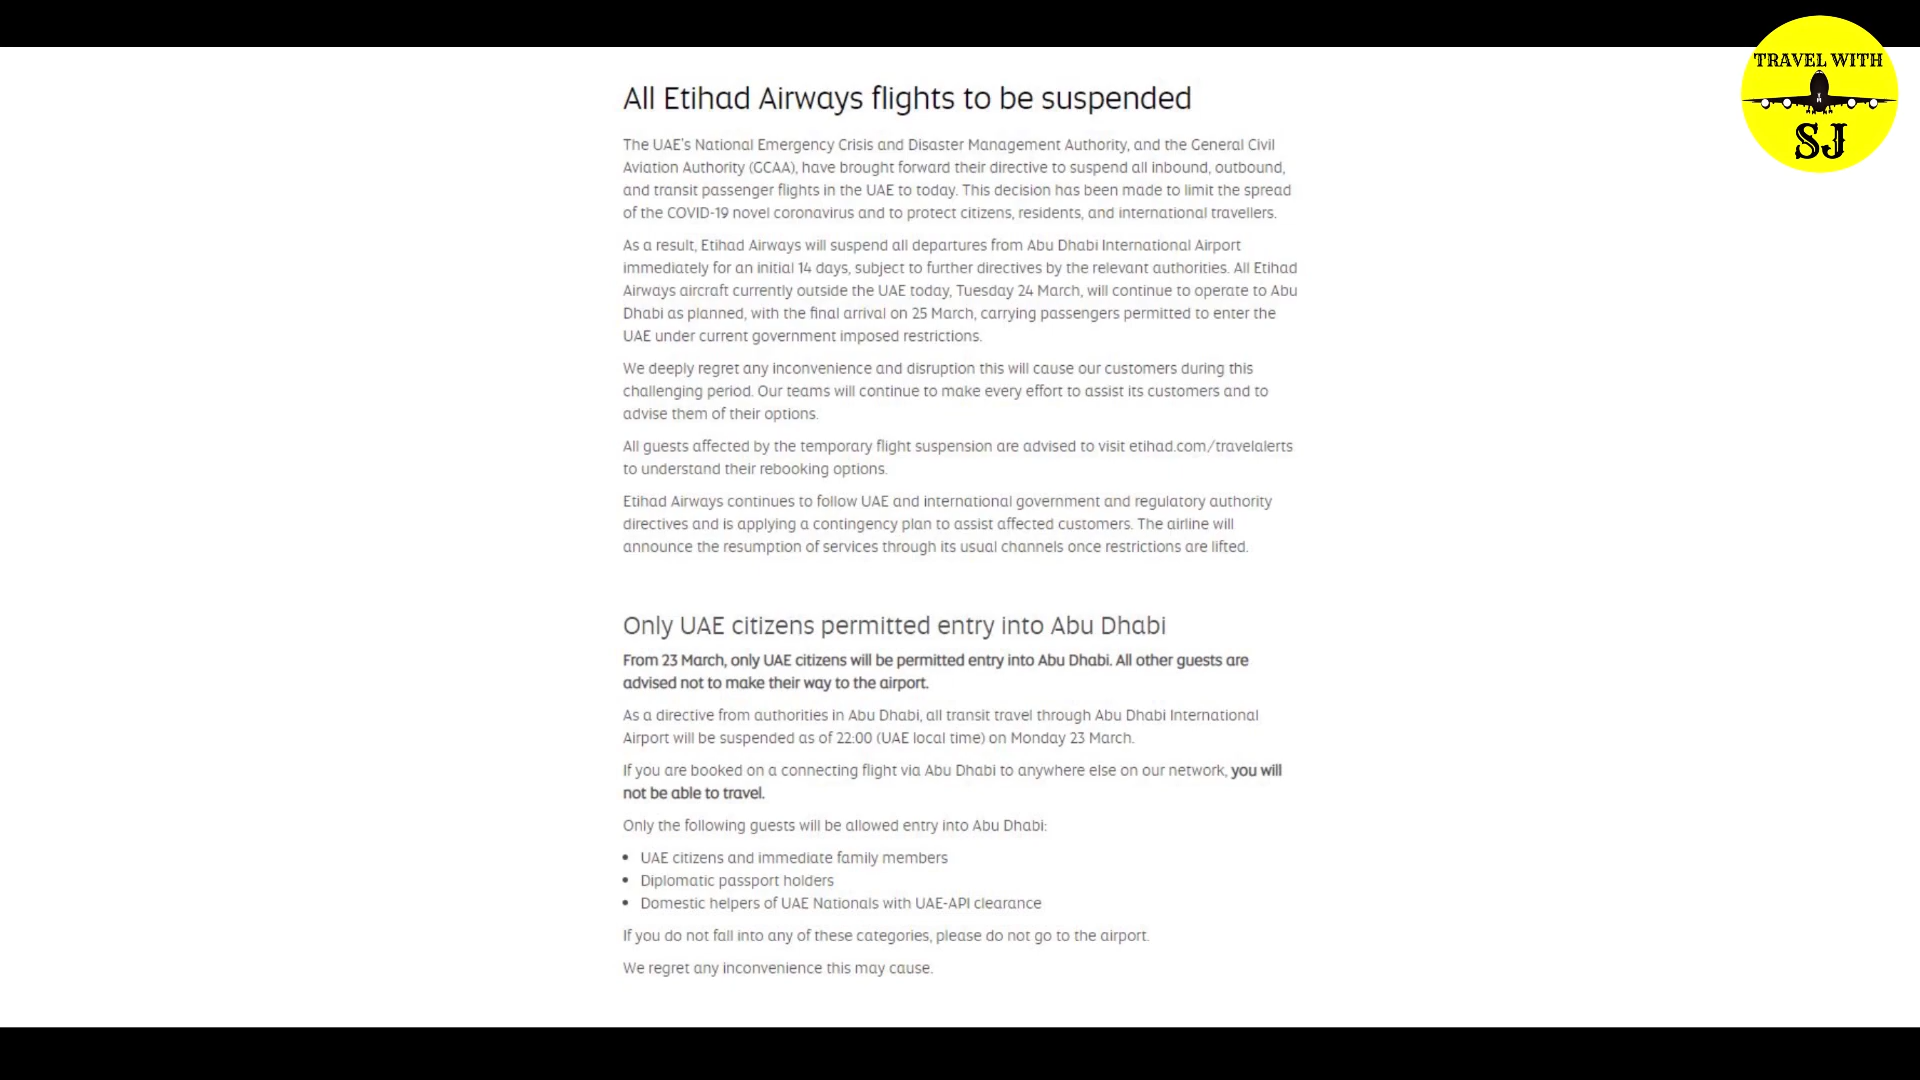 TRAVEL WITH
SJ
All Etihad Airways flights to be suspended
The UAE's National Emergency Crisis and Disaster Management Authority, and the General Civil
Aviation Authority (GCAA), have brought forward their directive to suspend all inbound, outbound,
and transit passenger flights in the UAE to today. This decision has been made to limit the spread
of the COVID-19 novel coronavirus and to protect citizens, residents, and international travellers.
As a result, Etihad Airways will suspend all departures from Abu Dhabi International Airport
immediately for an initial 14 days, subject to further directives by the relevant authorities. All Etihad
Airways aircraft currently outside the UAE today, Tuesday 24 March, will continue to operate to Abu
Dhabi as planned, with the final arrival on 25 March, carrying passengers permitted to enter the
UAE under current government imposed restrictions.
We deeply regret any inconvenience and disruption this will cause our customers during this
challenging period. Our teams will continue to make every effort to assist its customers and to
advise them of their options.
All guests affected by the temporary flight suspension are advised to visit etihad.com/travelalerts
to understand their rebooking options.
Etihad Airways continues to follow UAE and international government and regulatory authority
directives and is applying a contingency plan to assist affected customers. The airline will
announce the resumption of services through its usual channels once restrictions are lifted.
Only UAE citizens permitted entry into Abu Dhabi
From 23 March, only UAE citizens will be permitted entry into Abu Dhabi. All other guests are
advised not to make their way to the airport.
As a directive from authorities in Abu Dhabi, all transit travel through Abu Dhabi International
Airport will be suspended as of 22:00 (UAE local time) on Monday 23 March.
If you are booked on a connecting flight via Abu Dhabi to anywhere else on our network, you will
not be able to travel.
Only the following guests will be allowed entry into Abu Dhabi:
• UAE citizens and immediate family members
• Diplomatic passport holders
• Domestic helpers of UAE Nationals with UAE-API clearance
If you do not fall into any of these categories, please do not go to the airport.
We regret any inconvenience this may cause.